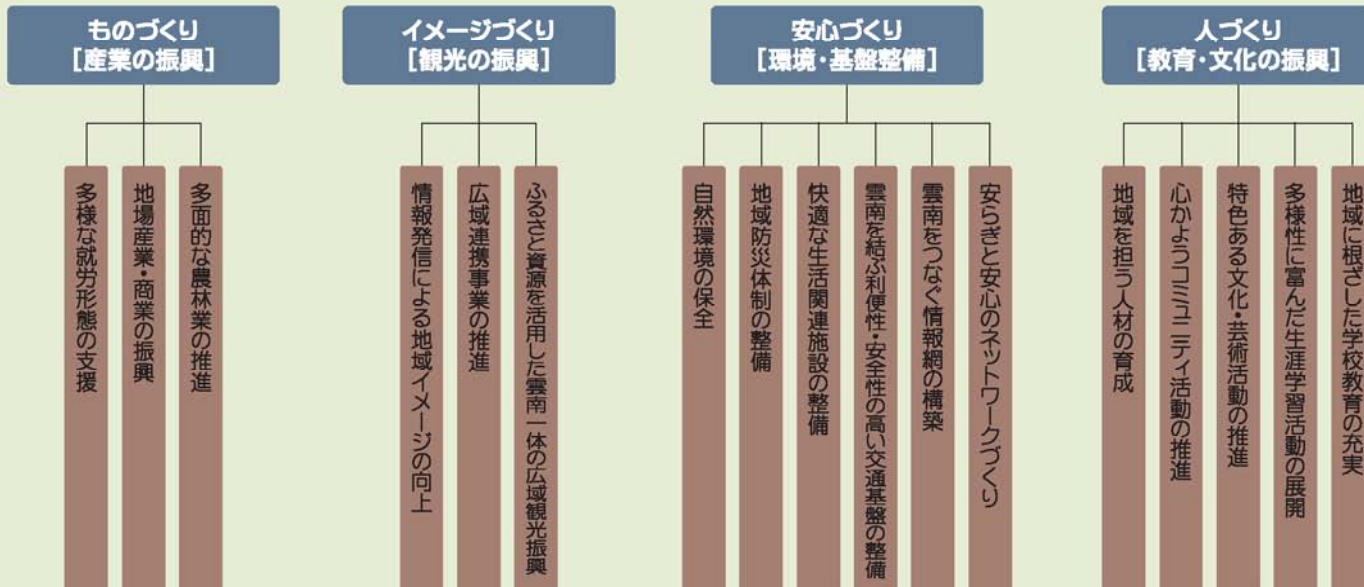 ものづくり
[産業の振興]
多面的な農林業の推進
地場産業・商業の振興
多様な就労形態の支援
イメージづくり
[観光の振興]
ふるさと資源を活用した雲南一体の広域観光振興
広域連携事業の推進
情報発信による地域イメージの向上
安心づくり
[環境・基盤整備]
安らぎと安心のネットワークづくり
雲南をつなぐ情報網の構築
雲南を結ぶ利便性・安全性の高い交通基盤の整備
快適な生活関連施設の整備
地域防災体制の整備
自然環境の保全
人づくり
[教育・文化の振興]
地域に根ざした学校教育の充実
多様性に富んだ生涯学習活動の展開
特色ある文化・芸術活動の推進
心かようコミュニティ活動の推進
地域を担う人材の育成